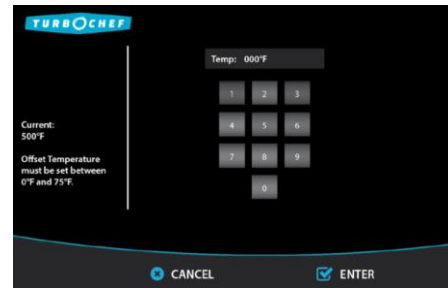 TURBOCHEF
Temp: 000°F
1 2 3
Current:
500°F
4 5 6
Offset Temperature
must be set between
0°F and 75°F.
7 8 9
0
CANCEL
ENTER